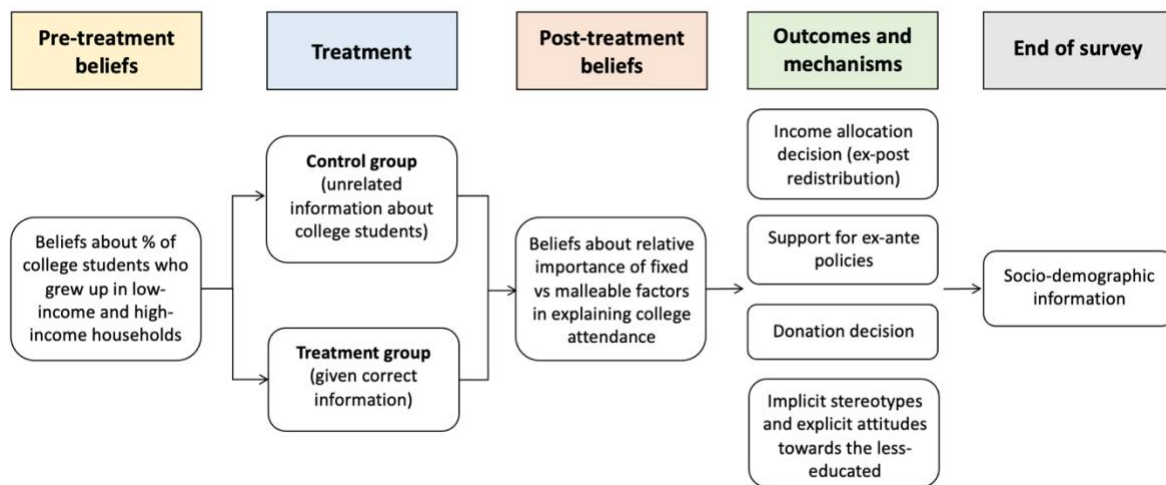 Pre-treatment
beliefs
Treatment
Post-treatment
beliefs
Outcomes and
mechanisms
End of survey
Beliefs about % of
college students who
grew up in low-
income and high-
income households
Control group
(unrelated
information about
college students)
Treatment group
(given correct
information)
Beliefs about relative
importance of fixed
vs malleable factors
in explaining college
attendance
Income allocation
decision (ex-post
redistribution)
Support for ex-ante
policies
Donation decision
Implicit stereotypes
and explicit attitudes
towards the less-
educated
Socio-demographic
information